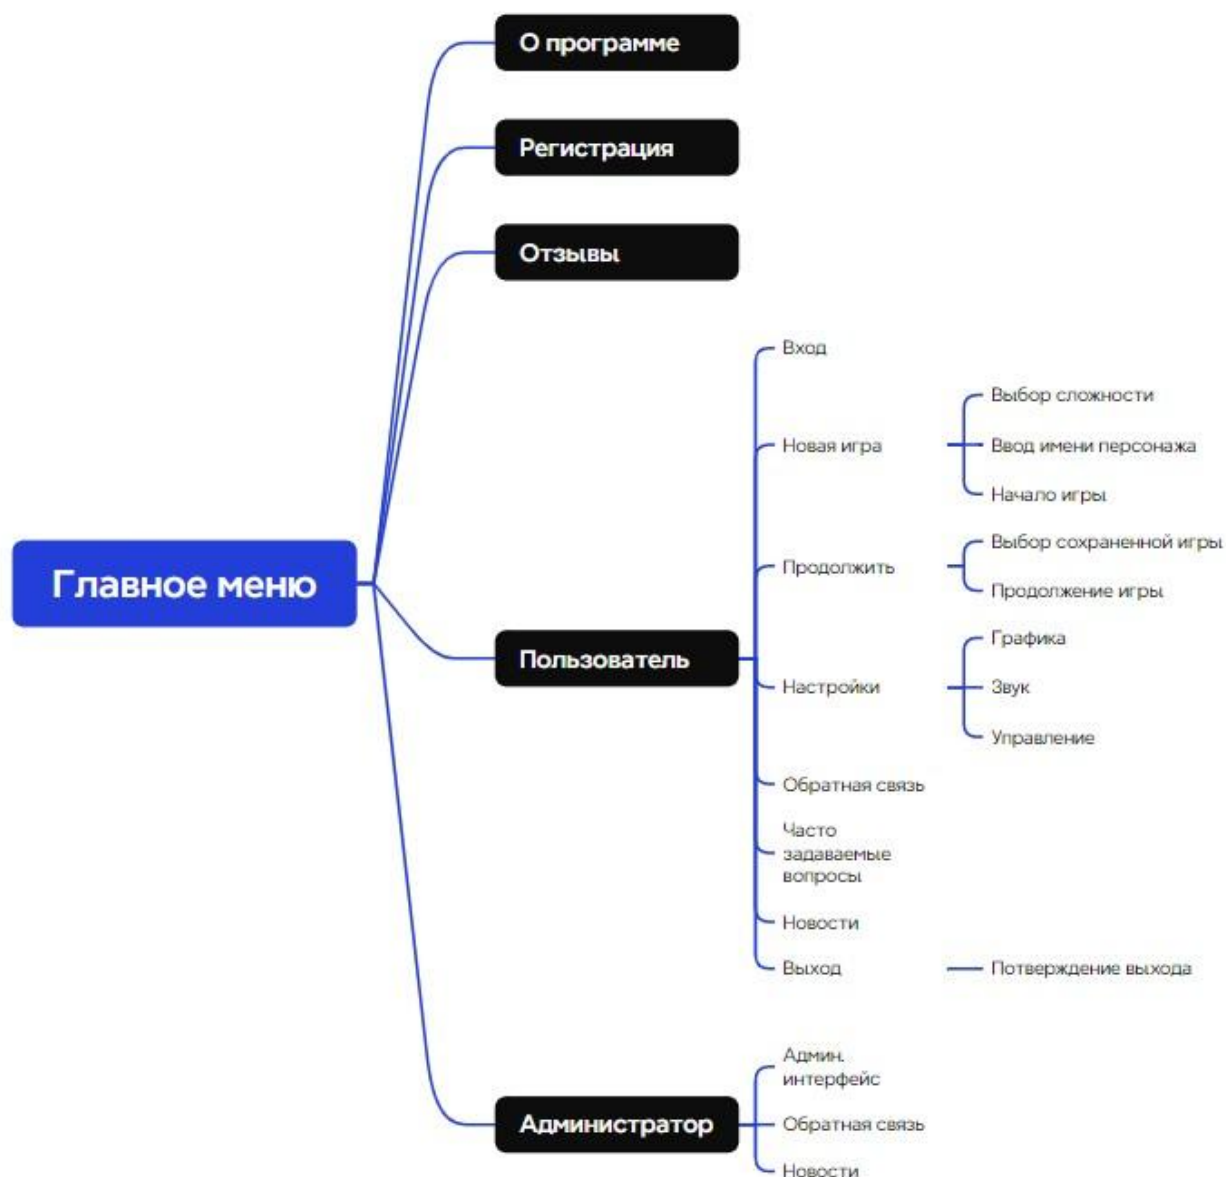 О программе
Регистрация
Отзывы
Главное меню
Пользователь
Вход
Новая игра
Выбор сложности
Ввод имени персонажа
Начало игры
Продолжить
Выбор сохраненной игры
Продолжение игры
Настройки
Графика
Звук
Управление
Обратная связь
Часто
задаваемые
вопросы
Новости
Выход
Потверждение выхода
Администратор
Админ.
интерфейс
Обратная связь
Новости